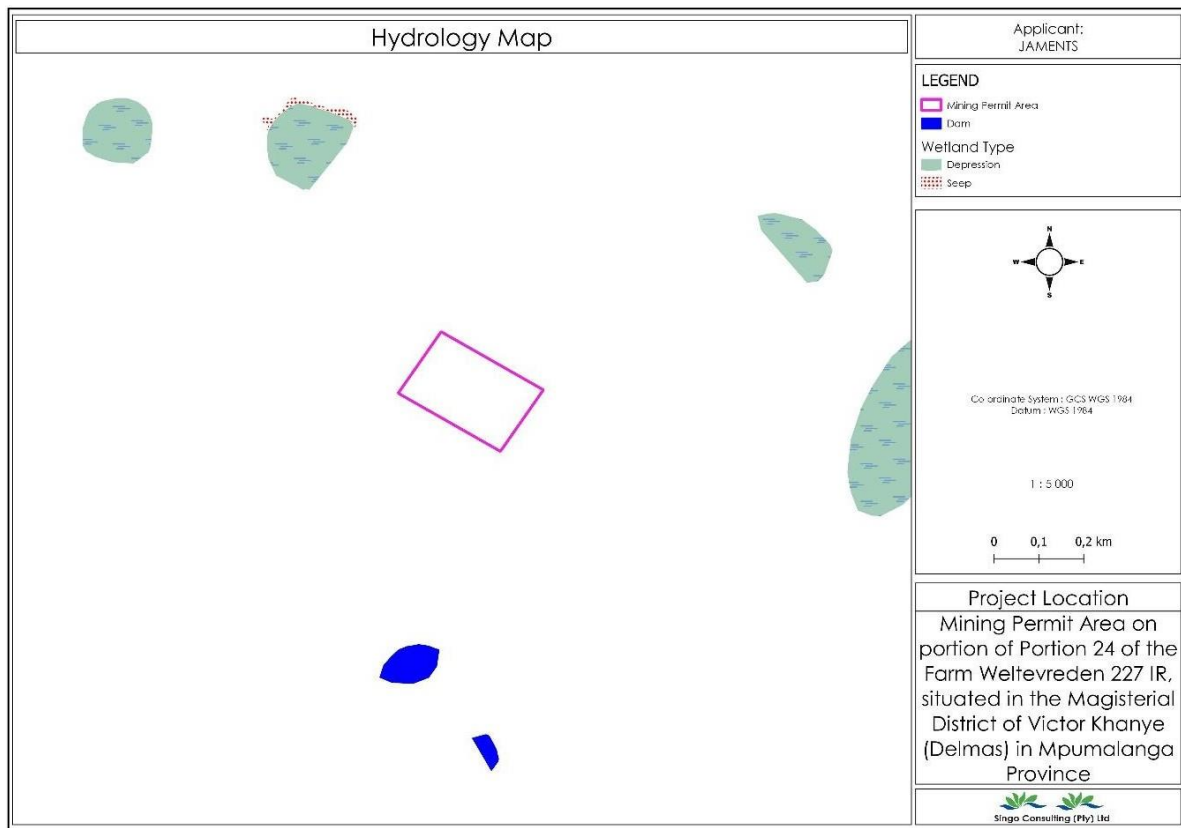 Hydrology Map
Applicant:
JAMENTS
LEGEND
Mining Permit Area
Dam
Wetland Type
Depression
Seep
N
W E
S
Co ordinate System : GCS WGS 1984
Datum : WGS 1984
1 : 5 000
0 0,1 0,2 km
Project Location
Mining Permit Area on
portion of Portion 24 of the
Farm Weltevreden 227 IR,
situated in the Magisterial
District of Victor Khanye
(Delmas) in Mpumalanga
Province
Singo Consulting (Pty) Ltd